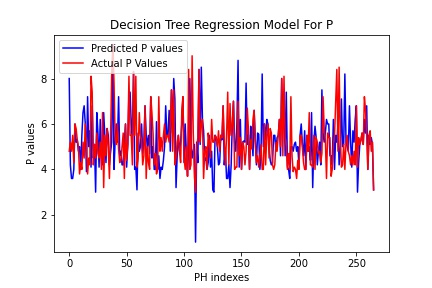 Decision Tree Regression Model For P
Predicted P values
Actual P Values
P values
8
6
4
2
0
50
100
150
200
250
PH indexes